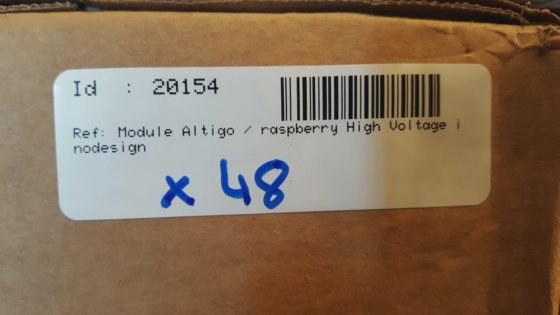 Id : 20154
Ref: Module Altigo / raspberry High Voltage i
nodesign
x 48